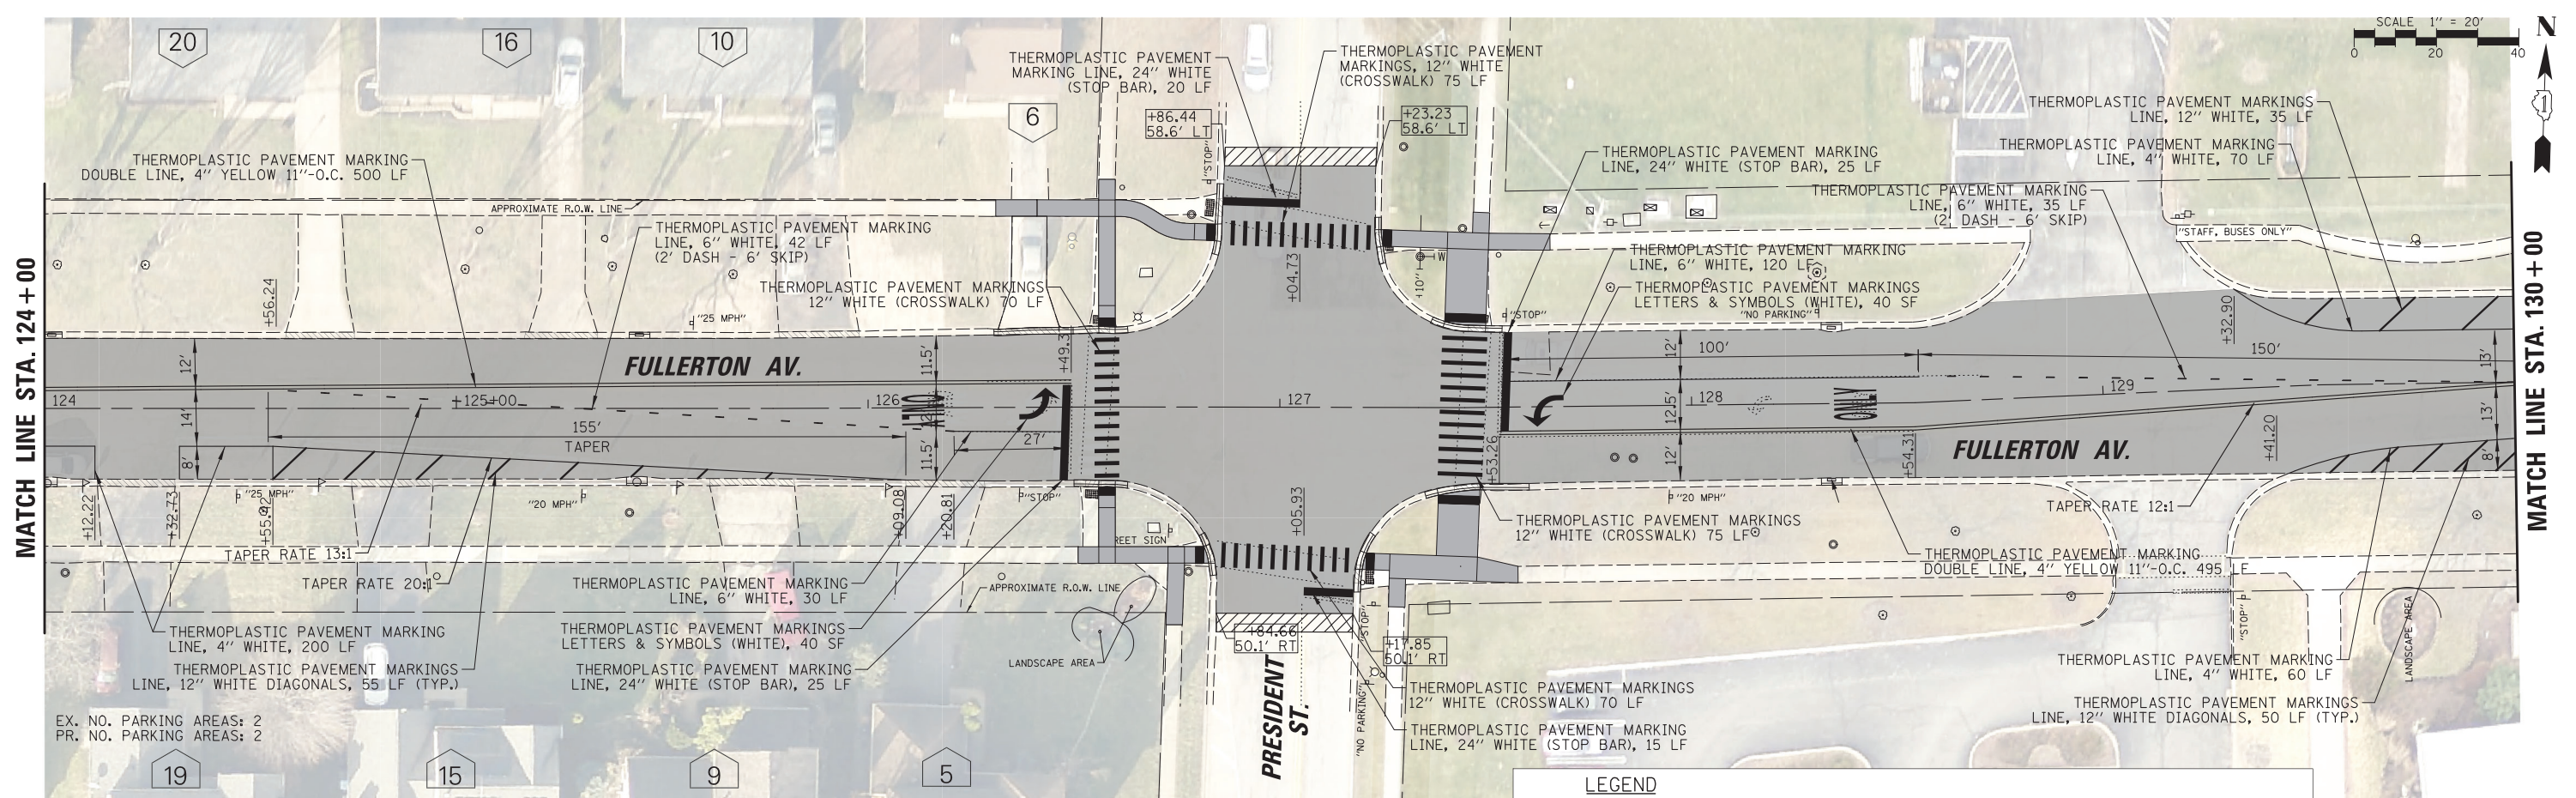 SCALE 1" = 20'
0 20 40
N
1
20
16
10
6
THERMOPLASTIC PAVEMENT
MARKING LINE, 24" WHITE
(STOP BAR), 20 LF
THERMOPLASTIC PAVEMENT
MARKINGS, 12" WHITE
(CROSSWALK) 75 LF
+86.44
58.6' LT
+23.23
58.6' LT
"STOP"
THERMOPLASTIC PAVEMENT MARKINGS
LINE, 12" WHITE, 35 LF
THERMOPLASTIC PAVEMENT MARKING
LINE, 4" WHITE, 70 LF
THERMOPLASTIC PAVEMENT MARKING
LINE, 24" WHITE (STOP BAR), 25 LF
THERMOPLASTIC PAVEMENT MARKING
LINE, 6" WHITE, 35 LF
(2' DASH - 6' SKIP)
THERMOPLASTIC PAVEMENT MARKING
DOUBLE LINE, 4" YELLOW 11"-O.C. 500 LF
APPROXIMATE R.O.W. LINE
THERMOPLASTIC PAVEMENT MARKING
LINE, 6" WHITE, 42 LF
(2' DASH - 6' SKIP)
THERMOPLASTIC PAVEMENT MARKINGS
12" WHITE (CROSSWALK) 70 LF
THERMOPLASTIC PAVEMENT MARKING
LINE, 6" WHITE, 120 LF
THERMOPLASTIC PAVEMENT MARKINGS
LETTERS & SYMBOLS (WHITE), 40 SF
"NO PARKING"
"STAFF, BUSES ONLY"
"STOP"
"25 MPH"
W
10"
+56.24
+49.3
+04.73
+32.90
MATCH LINE STA. 124+00
MATCH LINE STA. 130+00
FULLERTON AV.
FULLERTON AV.
12'
14'
8'
11.5'
11.5'
12'
12.5'
12'
13'
13'
8'
100'
150'
155'
TAPER
27'
124
+125+00
126
127
128
129
+12.22
+32.73
+55.42
+09.08
+20.81
+05.93
+53.26
+54.31
+41.20
"25 MPH"
"20 MPH"
"STOP"
"20 MPH"
TAPER RATE 13:1
TAPER RATE 20:1
TAPER RATE 12:1
REET SIGN
THERMOPLASTIC PAVEMENT MARKINGS
12" WHITE (CROSSWALK) 75 LF
THERMOPLASTIC PAVEMENT MARKING
DOUBLE LINE, 4" YELLOW 11"-O.C. 495 LF
THERMOPLASTIC PAVEMENT MARKING
LINE, 6" WHITE, 30 LF
APPROXIMATE R.O.W. LINE
THERMOPLASTIC PAVEMENT MARKING
LINE, 4" WHITE, 200 LF
THERMOPLASTIC PAVEMENT MARKINGS
LETTERS & SYMBOLS (WHITE), 40 SF
THERMOPLASTIC PAVEMENT MARKINGS
LINE, 12" WHITE DIAGONALS, 55 LF (TYP.)
THERMOPLASTIC PAVEMENT MARKING
LINE, 24" WHITE (STOP BAR), 25 LF
LANDSCAPE AREA
+84.66
50.1' RT
+17.85
50.1' RT
"STOP"
"STOP"
LANDSCAPE AREA
THERMOPLASTIC PAVEMENT MARKING
LINE, 4" WHITE, 60 LF
THERMOPLASTIC PAVEMENT MARKINGS
LINE, 12" WHITE DIAGONALS, 50 LF (TYP.)
THERMOPLASTIC PAVEMENT MARKINGS
12" WHITE (CROSSWALK) 70 LF
THERMOPLASTIC PAVEMENT MARKING
LINE, 24" WHITE (STOP BAR), 15 LF
PRESIDENT
ST.
"NO PARKING"
EX. NO. PARKING AREAS: 2
PR. NO. PARKING AREAS: 2
19
15
9
5
LEGEND